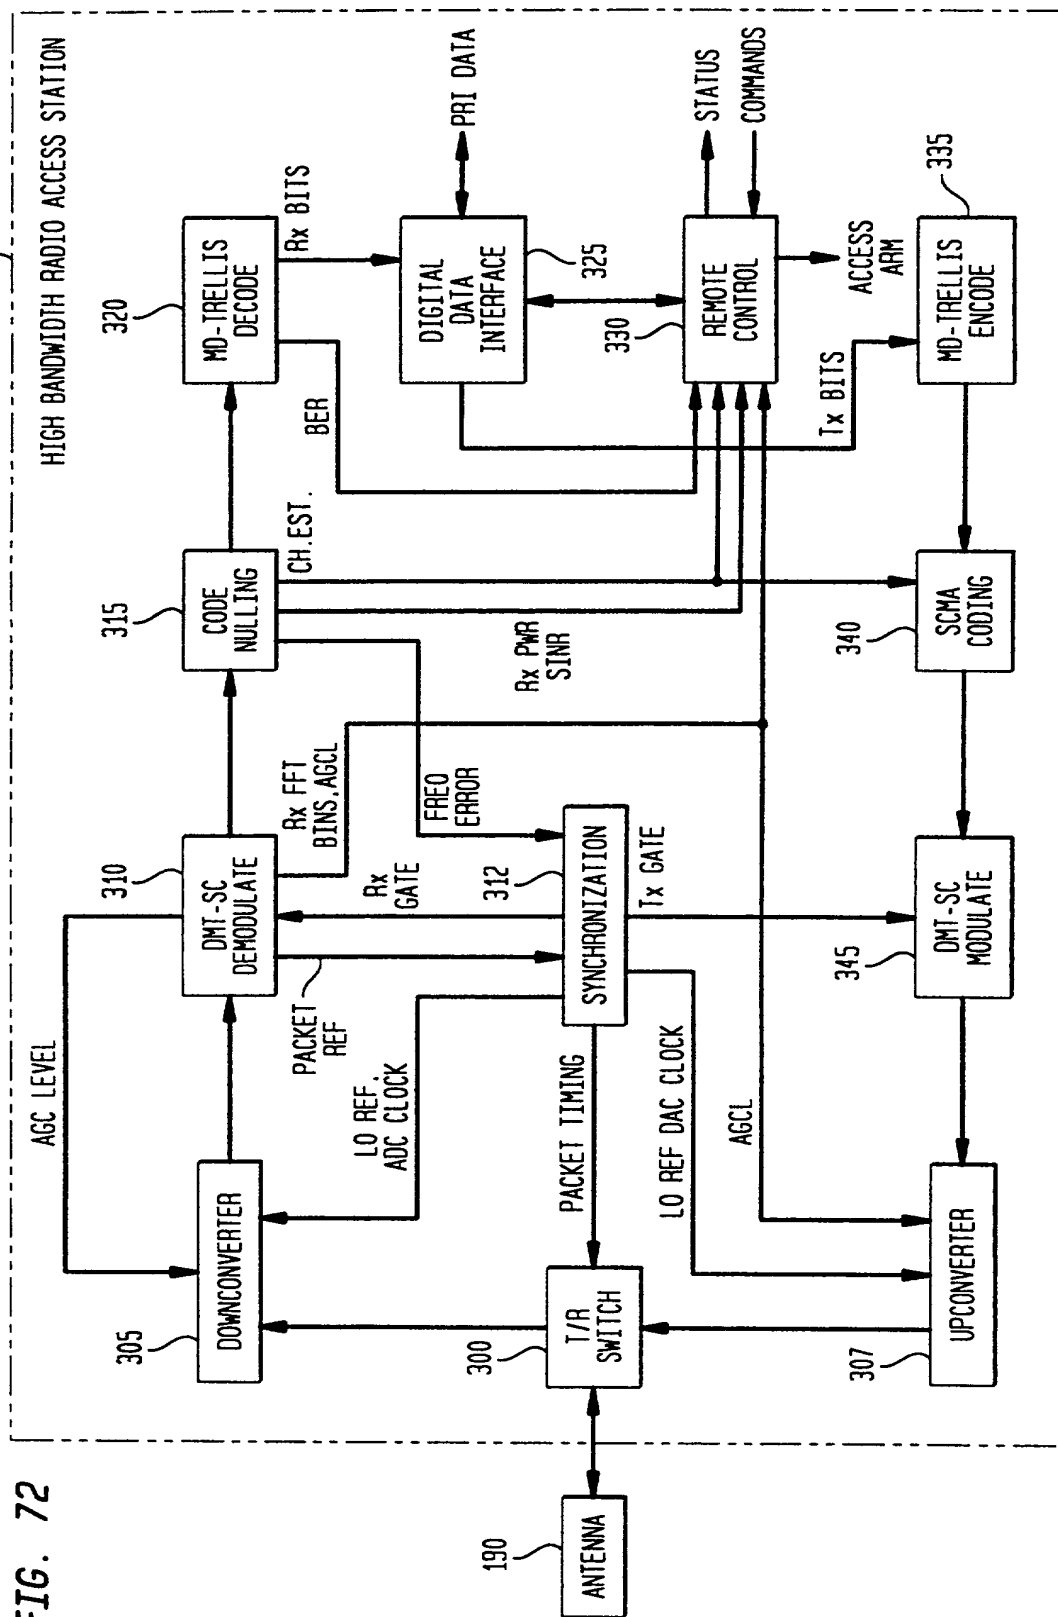 FIG. 72
HIGH BANDWIDTH RADIO ACCESS STATION
AGC LEVEL
305
DOWNCONVERTER
310
DMT-SC
DEMODULATE
315
CODE
NULLING
320
MD-TRELLIS
DECODE
PACKET
REF
Rx
GATE
Rx FFT
BINS,AGCL
CH.EST.
BER
Rx BITS
LO REF,
ADC CLOCK
FREQ
ERROR
Rx PWR
SINR
DIGITAL
DATA
INTERFACE
325
PRI DATA
190
ANTENNA
300
T/R
SWITCH
PACKET TIMING
312
SYNCHRONIZATION
Tx GATE
LO REF DAC CLOCK
AGCL
330
REMOTE
CONTROL
STATUS
COMMANDS
ACCESS
ARM
Tx BITS
307
UPCONVERTER
345
DMT-SC
MODULATE
340
SCMA
CODING
MD-TRELLIS
ENCODE
335